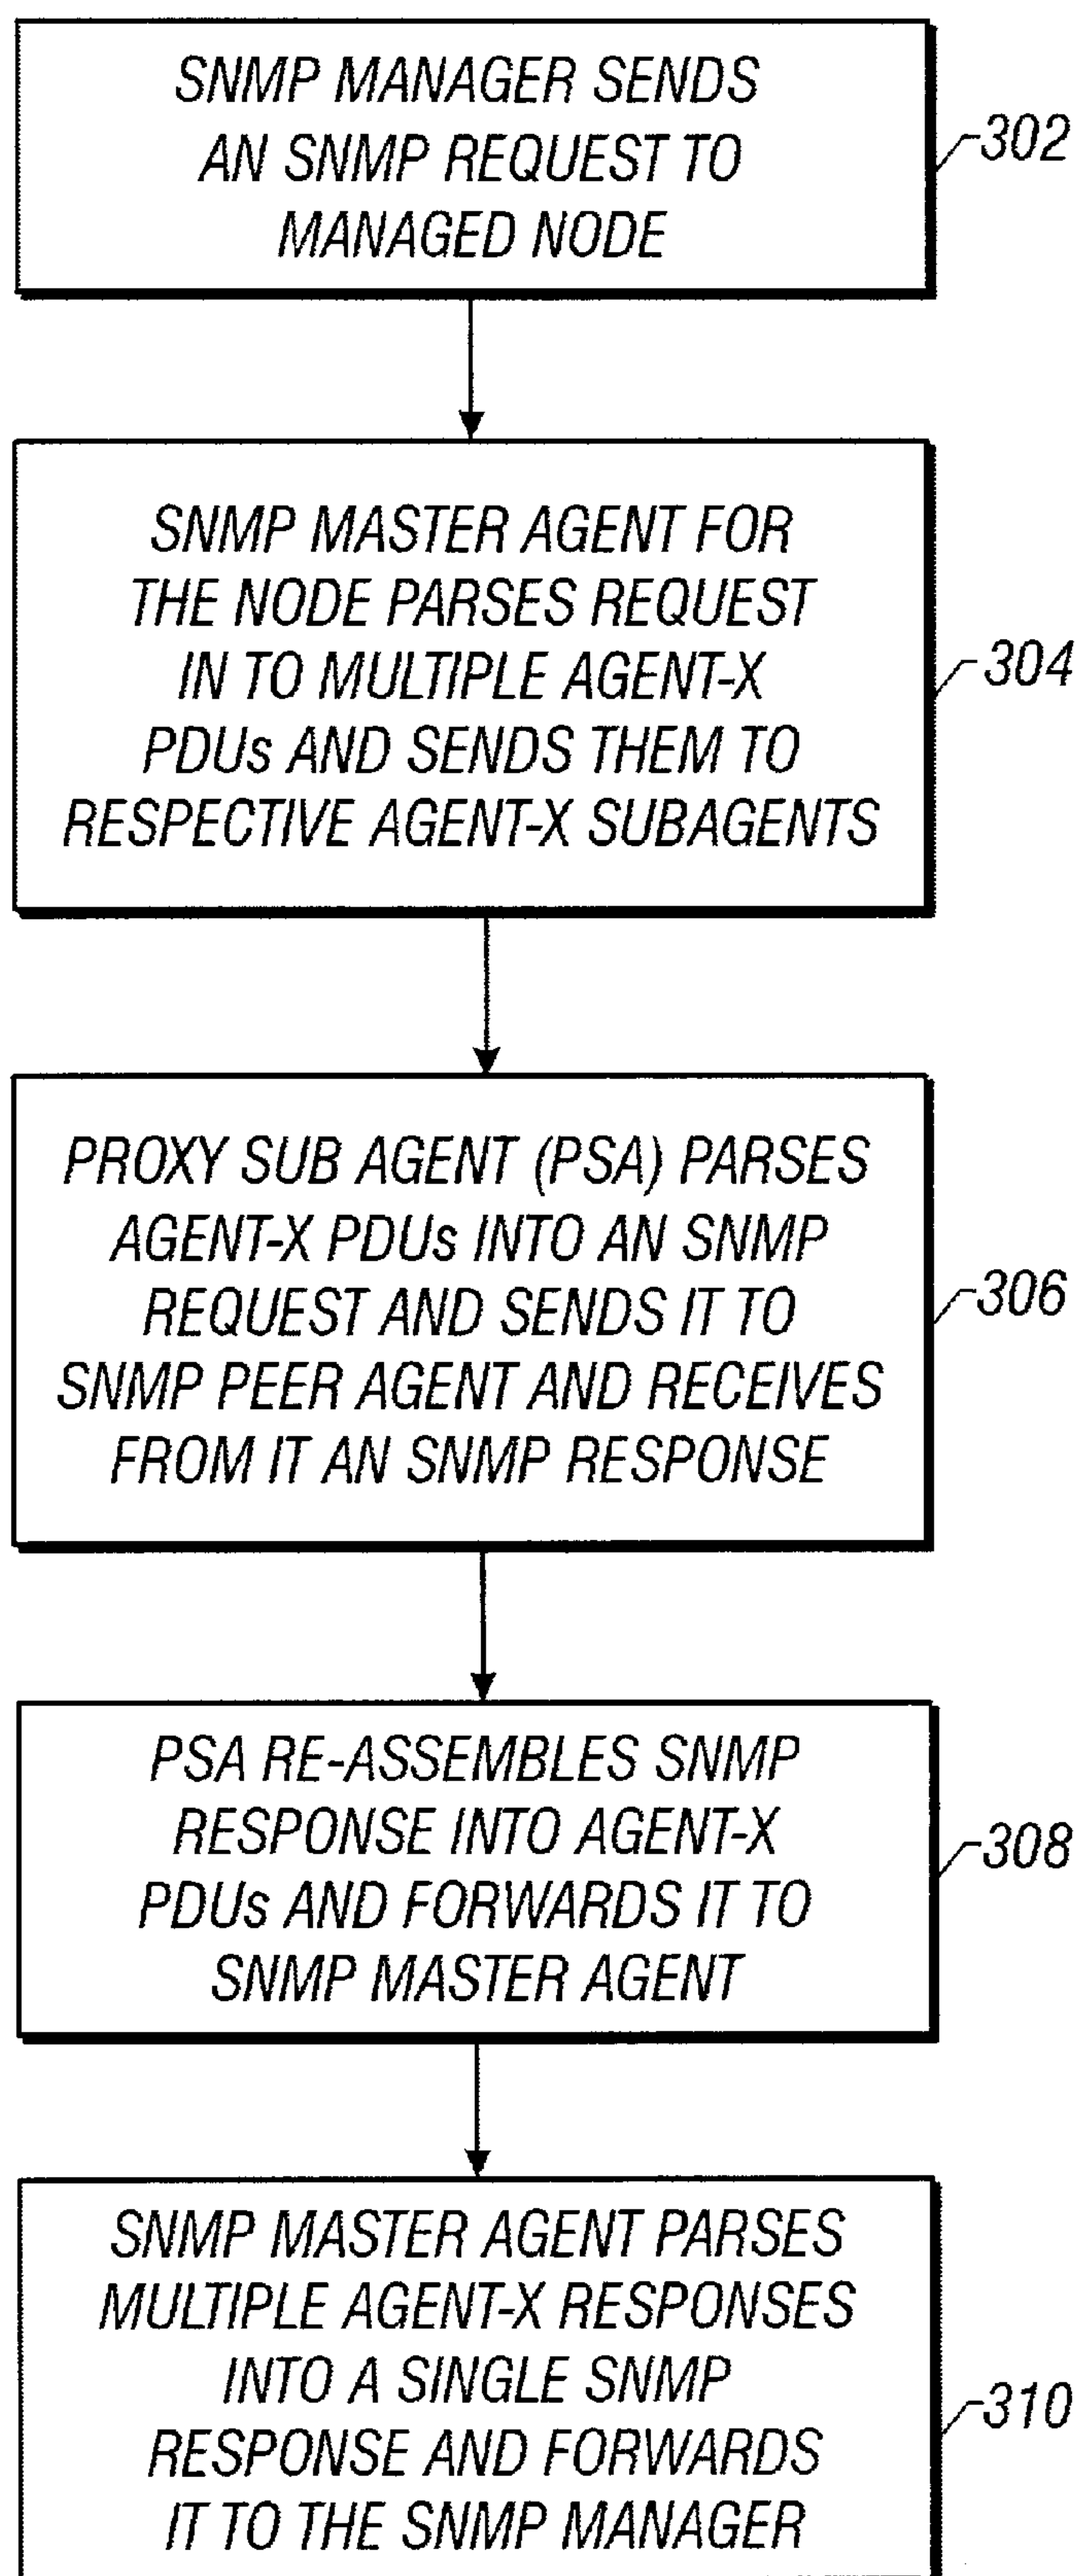 SNMP MANAGER SENDS
AN SNMP REQUEST TO
MANAGED NODE
302
SNMP MASTER AGENT FOR
THE NODE PARSES REQUEST
IN TO MULTIPLE AGENT-X
PDUs AND SENDS THEM TO
RESPECTIVE AGENT-X SUBAGENTS
304
PROXY SUB AGENT (PSA) PARSES
AGENT-X PDUs INTO AN SNMP
REQUEST AND SENDS IT TO
SNMP PEER AGENT AND RECEIVES
FROM IT AN SNMP RESPONSE
306
PSA RE-ASSEMBLES SNMP
RESPONSE INTO AGENT-X
PDUs AND FORWARDS IT TO
SNMP MASTER AGENT
308
SNMP MASTER AGENT PARSES
MULTIPLE AGENT-X RESPONSES
INTO A SINGLE SNMP
RESPONSE AND FORWARDS
IT TO THE SNMP MANAGER
310